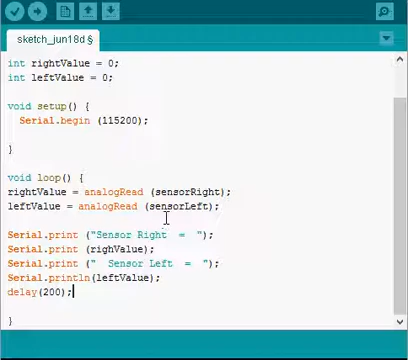 sketch_jun18d §
int rightValue = 0;
int leftValue = 0;
void setup() {
Serial.begin (115200);
}
void loop() {
rightValue = analogRead (sensorRight);
leftValue = analogRead (sensorLeft);
Serial.print ("Sensor Right  =  ");
Serial.print (righValue);
Serial.print ("  Sensor Left  =  ");
Serial.println(leftValue);
delay(200);
}